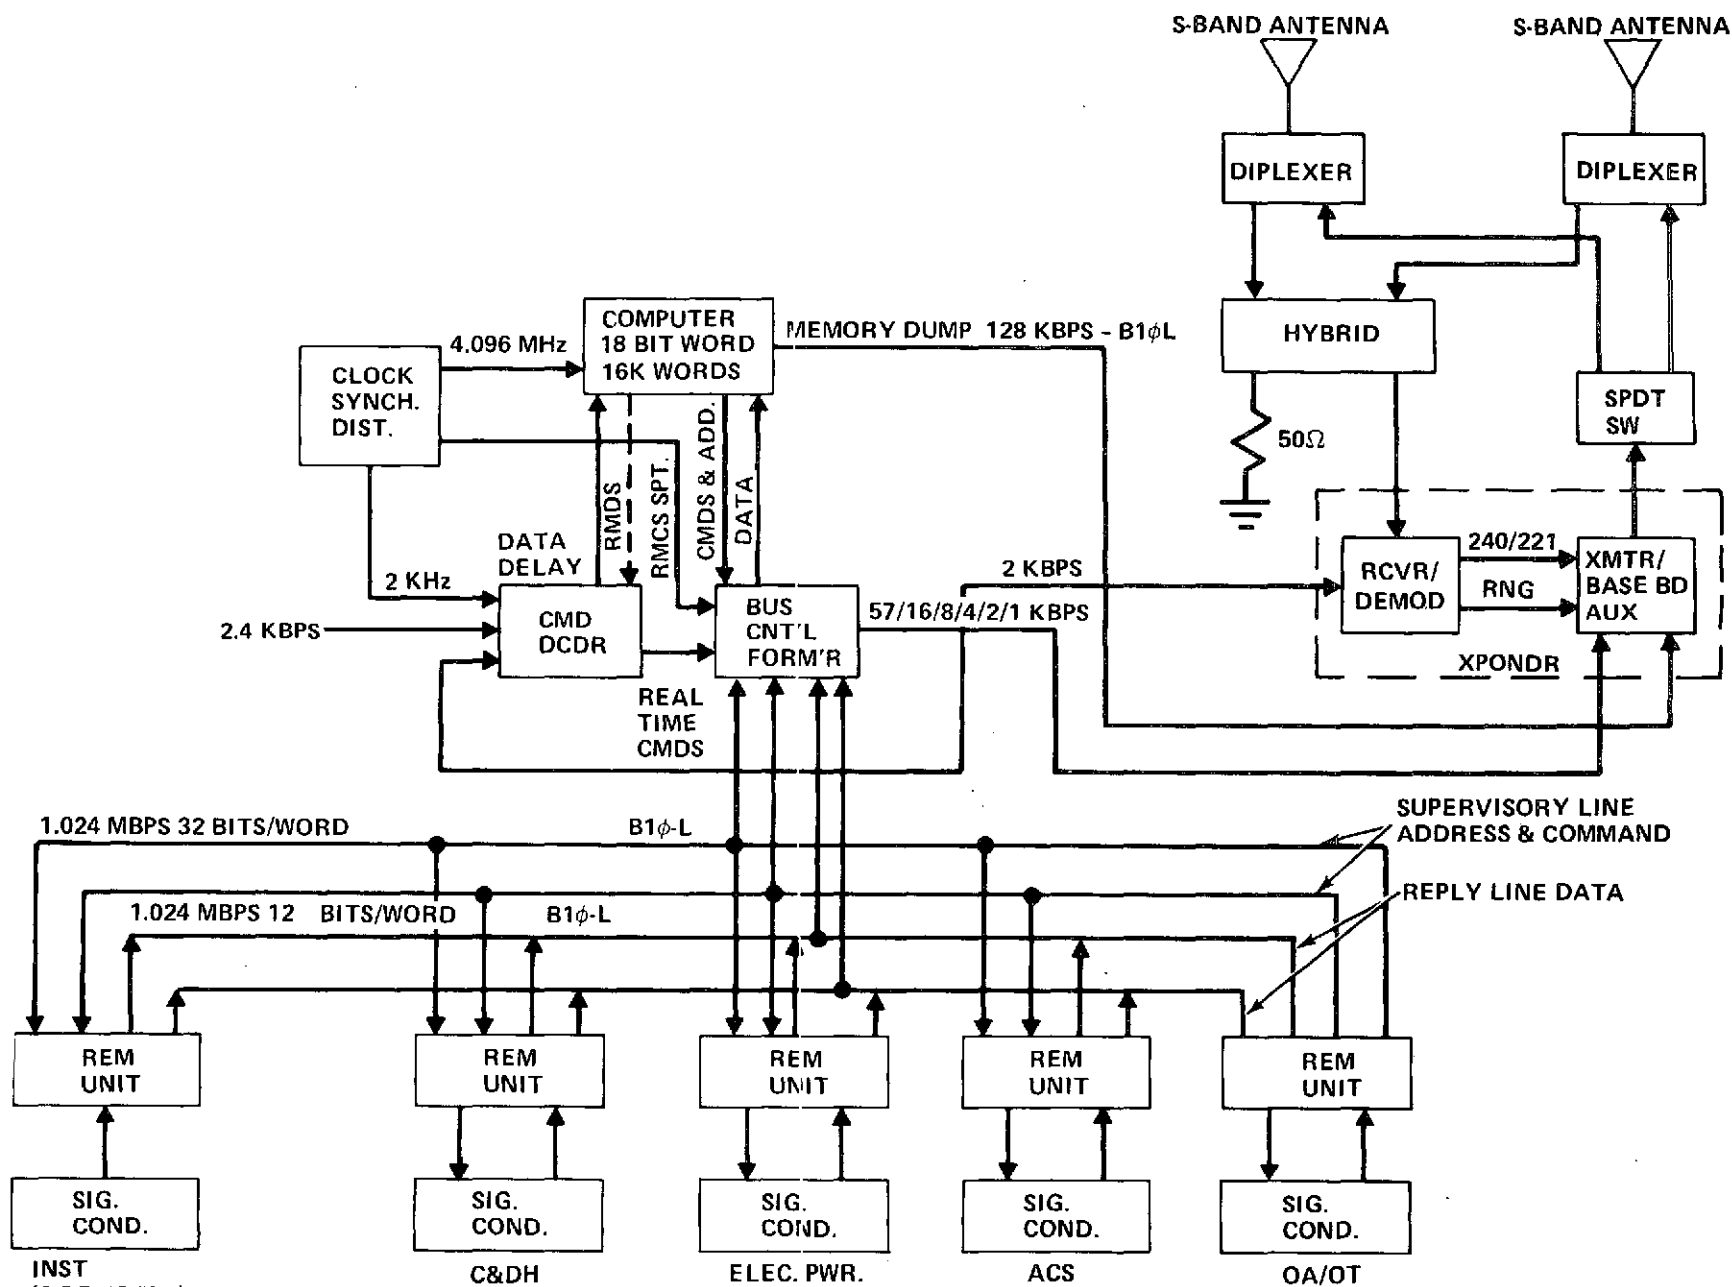 S-BAND ANTENNA
S-BAND ANTENNA
DIPLEXER
DIPLEXER
HYBRID
50Ω
SPDT
SW
COMPUTER
18 BIT WORD
16K WORDS
MEMORY DUMP 128 KBPS - B1φL
4.096 MHz
CLOCK
SYNCH.
DIST.
RMDS
RMCS SPT.
CMDS & ADD.
DATA
DATA
DELAY
2 KHz
2.4 KBPS
CMD
DCDR
BUS
CNT'L
FORM'R
REAL
TIME
CMDS
2 KBPS
57/16/8/4/2/1 KBPS
RCVR/
DEMOD
240/221
RNG
XMTR/
BASE BD
AUX
XPONDR
SUPERVISORY LINE
ADDRESS & COMMAND
REPLY LINE DATA
1.024 MBPS 32 BITS/WORD
B1φ-L
1.024 MBPS 12 BITS/WORD
B1φ-L
REM
UNIT
REM
UNIT
REM
UNIT
REM
UNIT
REM
UNIT
SIG.
COND.
SIG.
COND.
SIG.
COND.
SIG.
COND.
SIG.
COND.
INST
C&DH
ELEC. PWR.
ACS
OA/OT